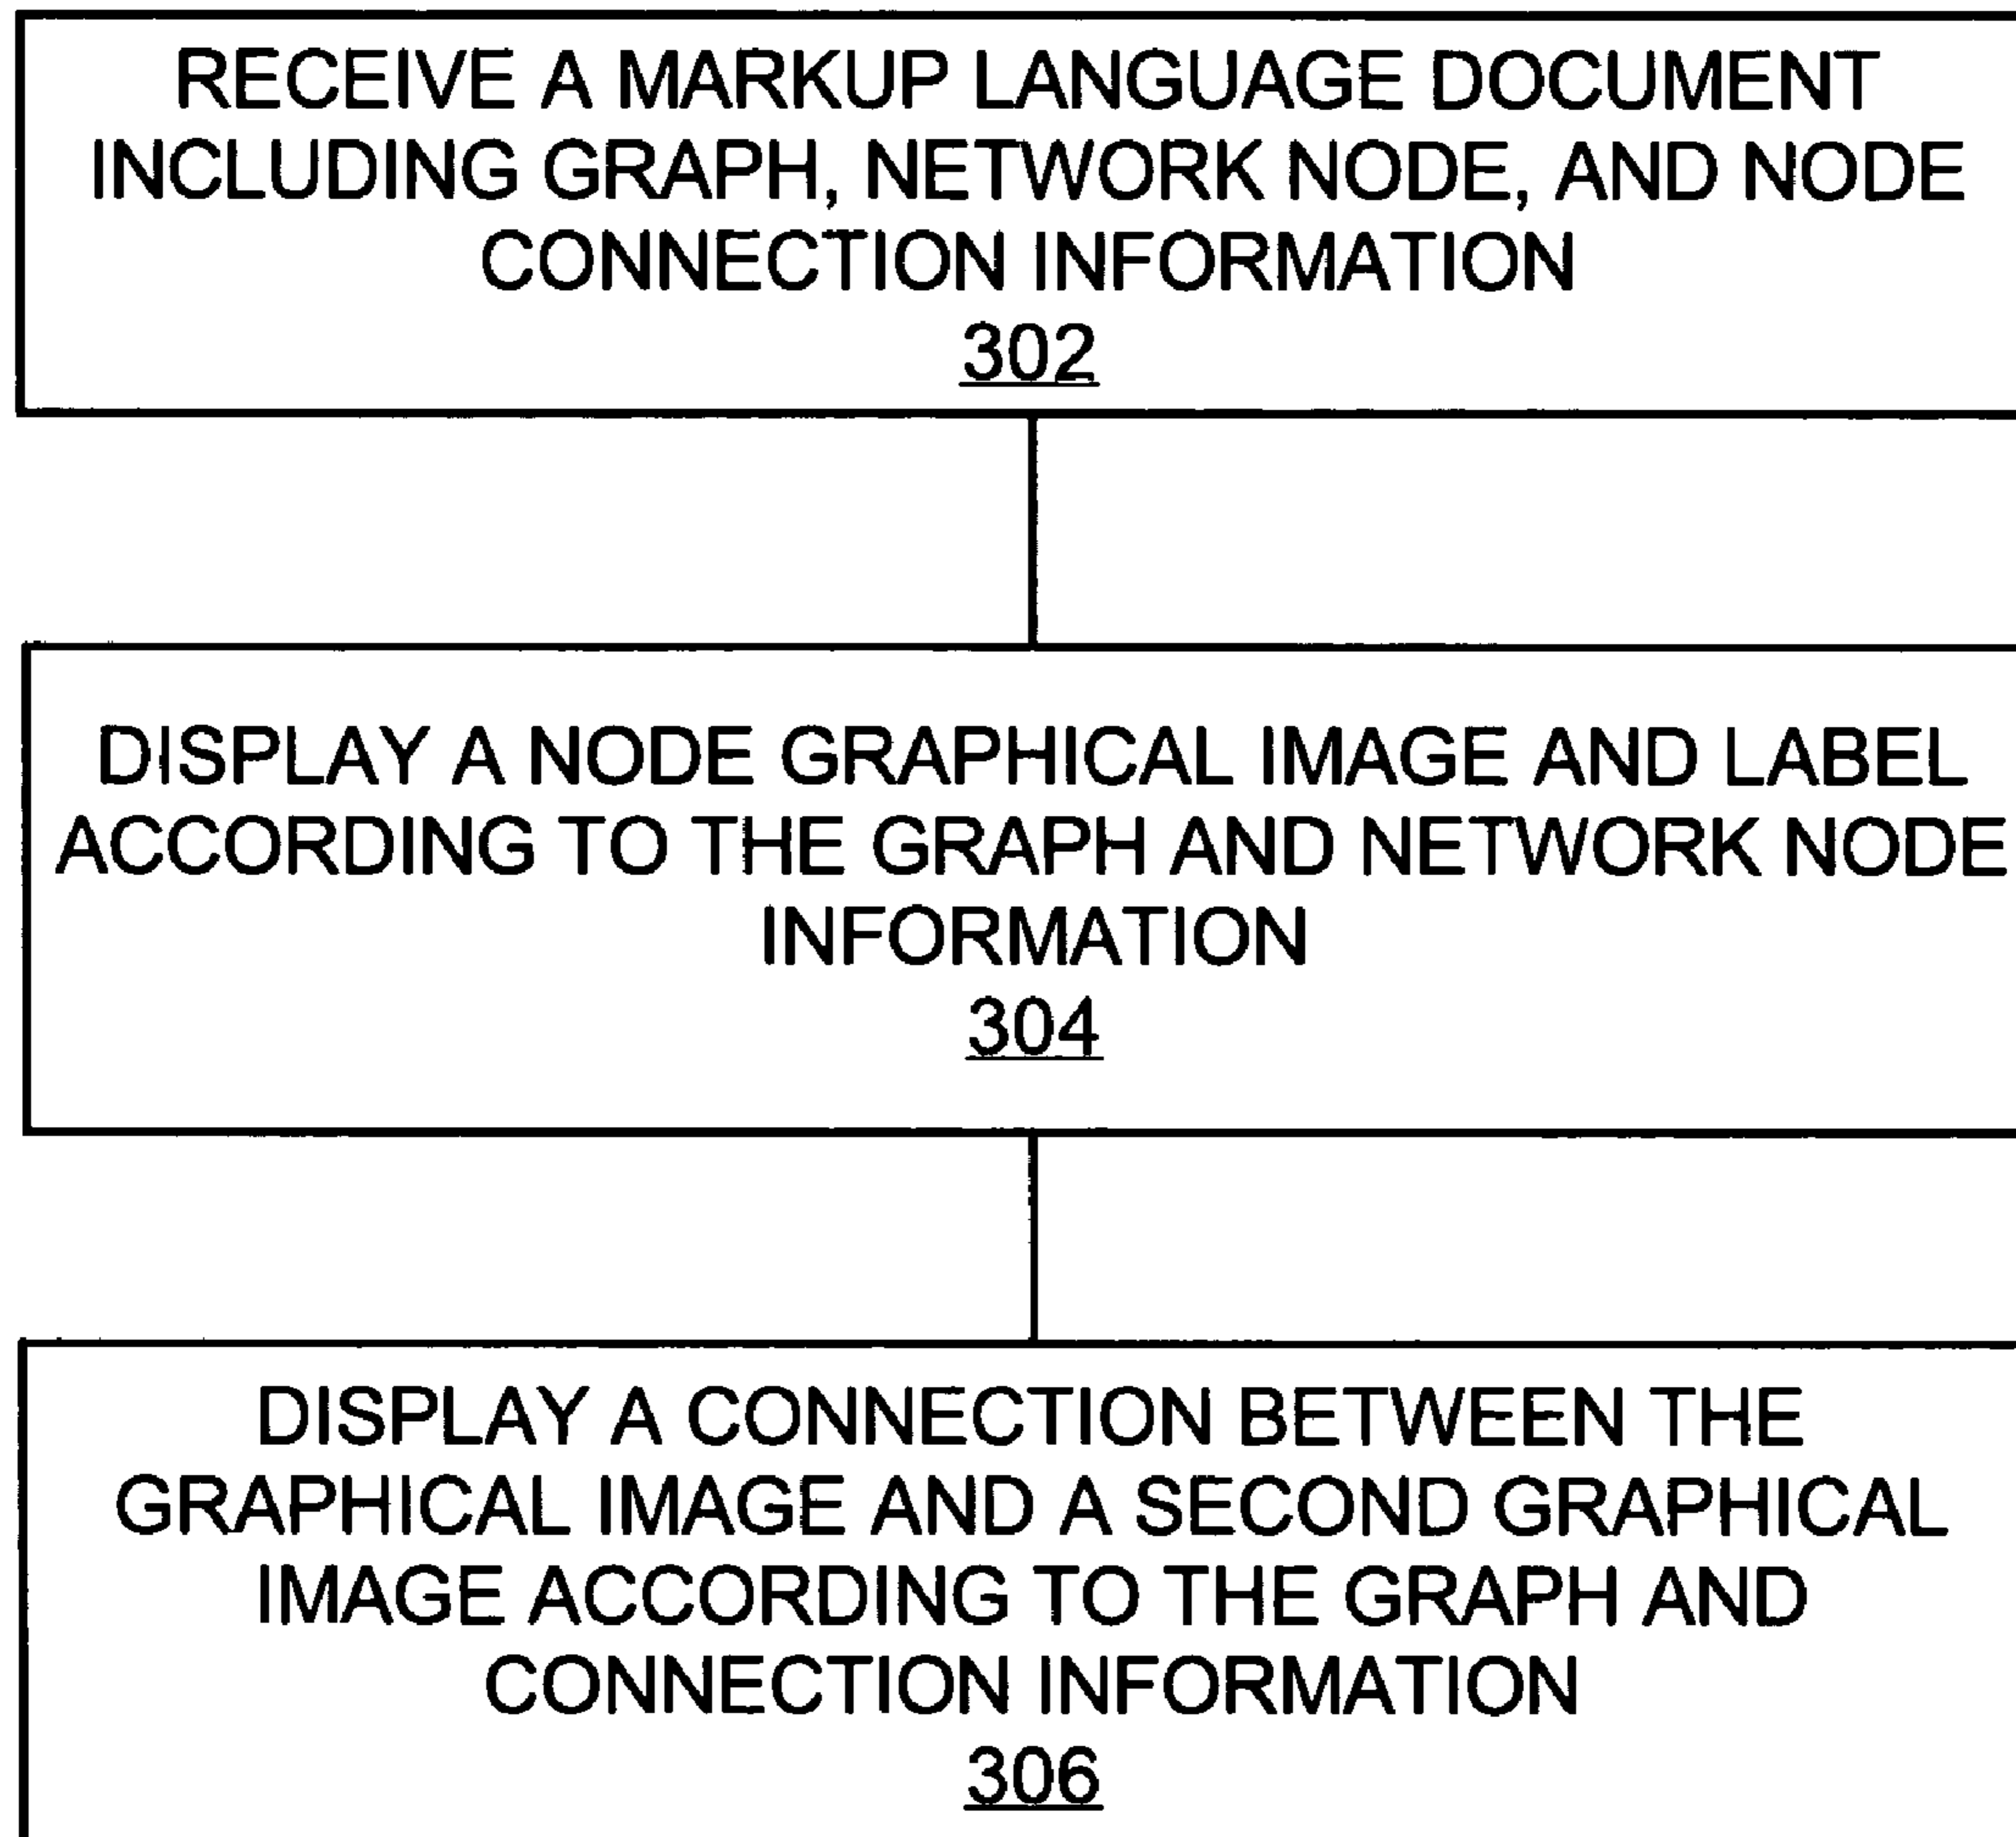 RECEIVE A MARKUP LANGUAGE DOCUMENT
INCLUDING GRAPH, NETWORK NODE, AND NODE
CONNECTION INFORMATION
302
DISPLAY A NODE GRAPHICAL IMAGE AND LABEL
ACCORDING TO THE GRAPH AND NETWORK NODE
INFORMATION
304
DISPLAY A CONNECTION BETWEEN THE
GRAPHICAL IMAGE AND A SECOND GRAPHICAL
IMAGE ACCORDING TO THE GRAPH AND
CONNECTION INFORMATION
306